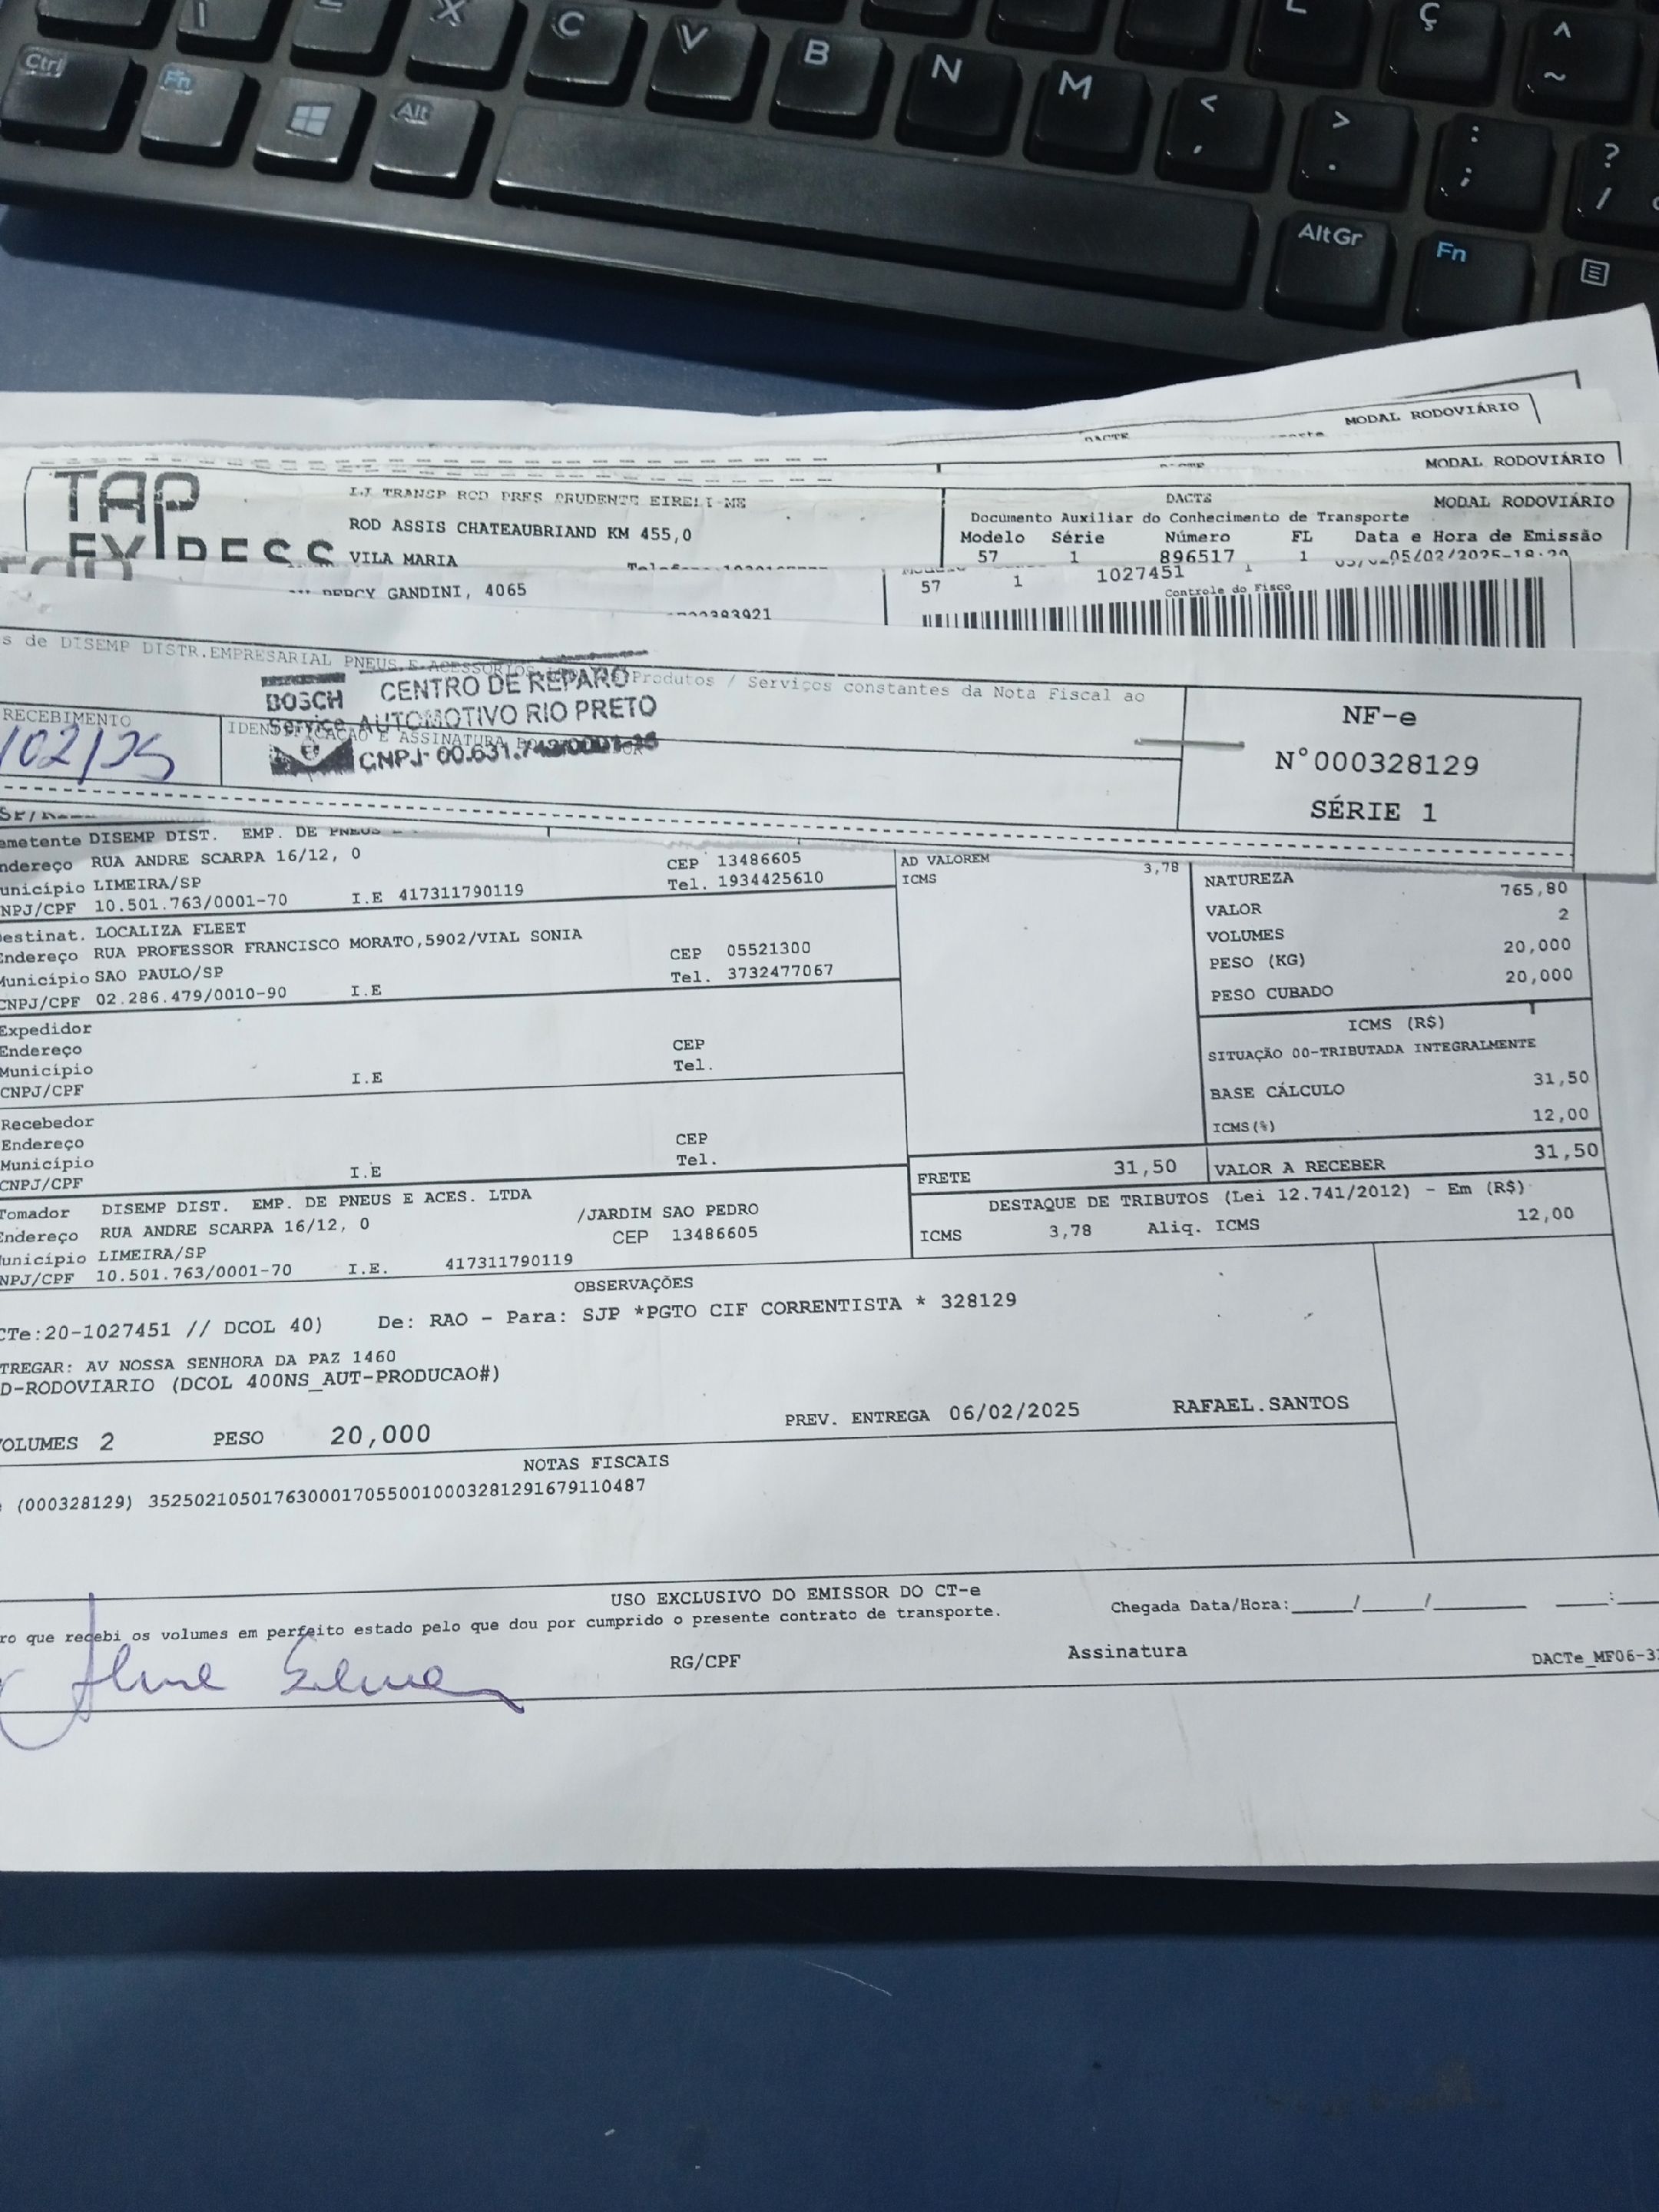 X C V B N M < > : ? Ç ^
Ctrl Fn Alt , . ; / ~
AltGr Fn
MODAL RODOVIÁRIO
MODAL RODOVIÁRIO
TAP
EXPRESS
ROD ASSIS CHATEAUBRIAND KM 455,0
VILA MARIA
DACTE MODAL RODOVIÁRIO
Documento Auxiliar do Conhecimento de Transporte
Modelo Série Número FL Data e Hora de Emissão
57 1 896517 1
GANDINI, 4065
57 1 1027451 1
Controle do Fisco
s de DISEMP DISTR.EMPRESARIAL PNEUS E ACESSORIOS Produtos / Serviços constantes da Nota Fiscal ao
BOSCH CENTRO DE REPARO
Service AUTOMOTIVO RIO PRETO
RECEBIMENTO
/02/25
NF-e
N°000328129
SÉRIE 1
emetente DISEMP DIST. EMP. DE PNEUS
ndereço RUA ANDRE SCARPA 16/12, 0 CEP 13486605
unicípio LIMEIRA/SP Tel. 1934425610
NPJ/CPF 10.501.763/0001-70 I.E 417311790119
AD VALOREM 3,78
ICMS
NATUREZA
VALOR 765,80
VOLUMES 2
PESO (KG) 20,000
PESO CUBADO 20,000
estinat. LOCALIZA FLEET
ndereço RUA PROFESSOR FRANCISCO MORATO,5902/VIAL SONIA CEP 05521300
Município SAO PAULO/SP Tel. 3732477067
CNPJ/CPF 02.286.479/0010-90 I.E
Expedidor
Endereço CEP
Município Tel.
CNPJ/CPF I.E
ICMS (R$)
SITUAÇÃO 00-TRIBUTADA INTEGRALMENTE
BASE CÁLCULO 31,50
ICMS(%) 12,00
Recebedor
Endereço CEP
Município Tel.
CNPJ/CPF I.E
FRETE 31,50 VALOR A RECEBER 31,50
Tomador DISEMP DIST. EMP. DE PNEUS E ACES. LTDA
Endereço RUA ANDRE SCARPA 16/12, 0 /JARDIM SAO PEDRO
unicípio LIMEIRA/SP CEP 13486605
NPJ/CPF 10.501.763/0001-70 I.E. 417311790119
DESTAQUE DE TRIBUTOS (Lei 12.741/2012) - Em (R$)
ICMS 3,78 Aliq. ICMS 12,00
OBSERVAÇÕES
CTe:20-1027451 // DCOL 40) De: RAO - Para: SJP *PGTO CIF CORRENTISTA * 328129
TREGAR: AV NOSSA SENHORA DA PAZ 1460
D-RODOVIARIO (DCOL 400NS_AUT-PRODUCAO#)
VOLUMES 2 PESO 20,000 PREV. ENTREGA 06/02/2025 RAFAEL.SANTOS
NOTAS FISCAIS
(000328129) 35250210501763000170550010003281291679110487
USO EXCLUSIVO DO EMISSOR DO CT-e
ro que recebi os volumes em perfeito estado pelo que dou por cumprido o presente contrato de transporte.
Chegada Data/Hora:____/____/______ ____:
RG/CPF Assinatura